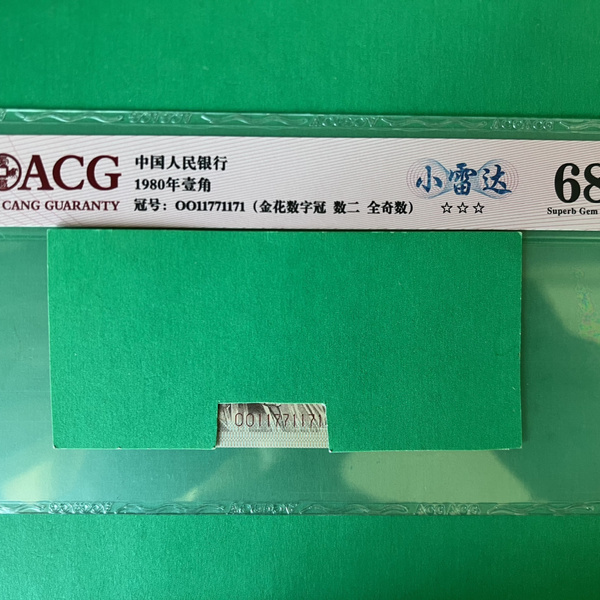 ACG
CANG GUARANTY
中国人民银行
1980年壹角
冠号：OO11771171（金花数字冠 数二 全奇数）
小雷达
☆☆☆
68
Superb Gem
OO11771171